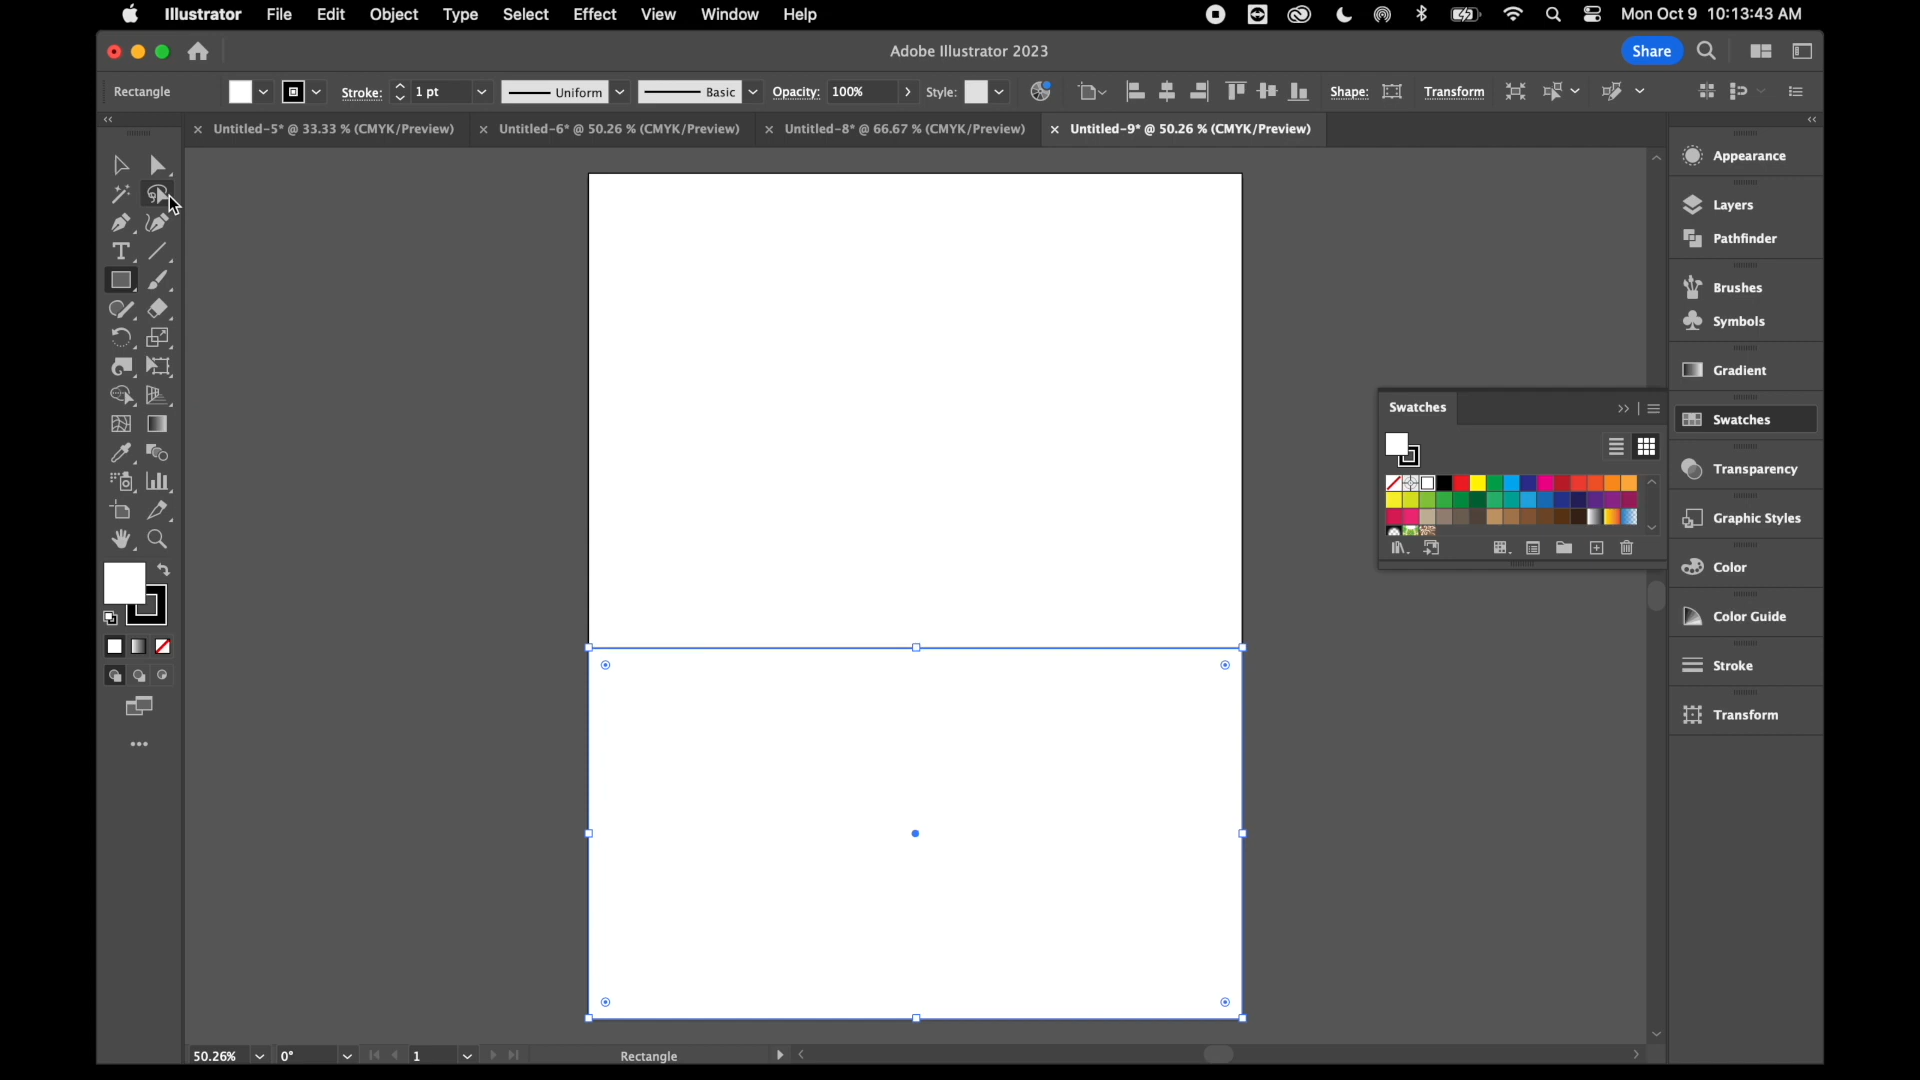 Illustrator File Edit Object Type Select Effect View Window Help Mon Oct 9 10:13:43 AM
Adobe Illustrator 2023 Share
Rectangle Stroke: 1 pt Uniform Basic Opacity: 100% Style: Shape: Transform
Untitled-5* @ 33.33 % (CMYK/Preview) Untitled-6* @ 50.26 % (CMYK/Preview) Untitled-8* @ 66.67 % (CMYK/Preview) Untitled-9* @ 50.26 % (CMYK/Preview)
Appearance
Layers
Pathfinder
Brushes
Symbols
Gradient
Swatches
Swatches
Transparency
Graphic Styles
Color
Color Guide
Stroke
Transform
50.26% 0° 1 Rectangle